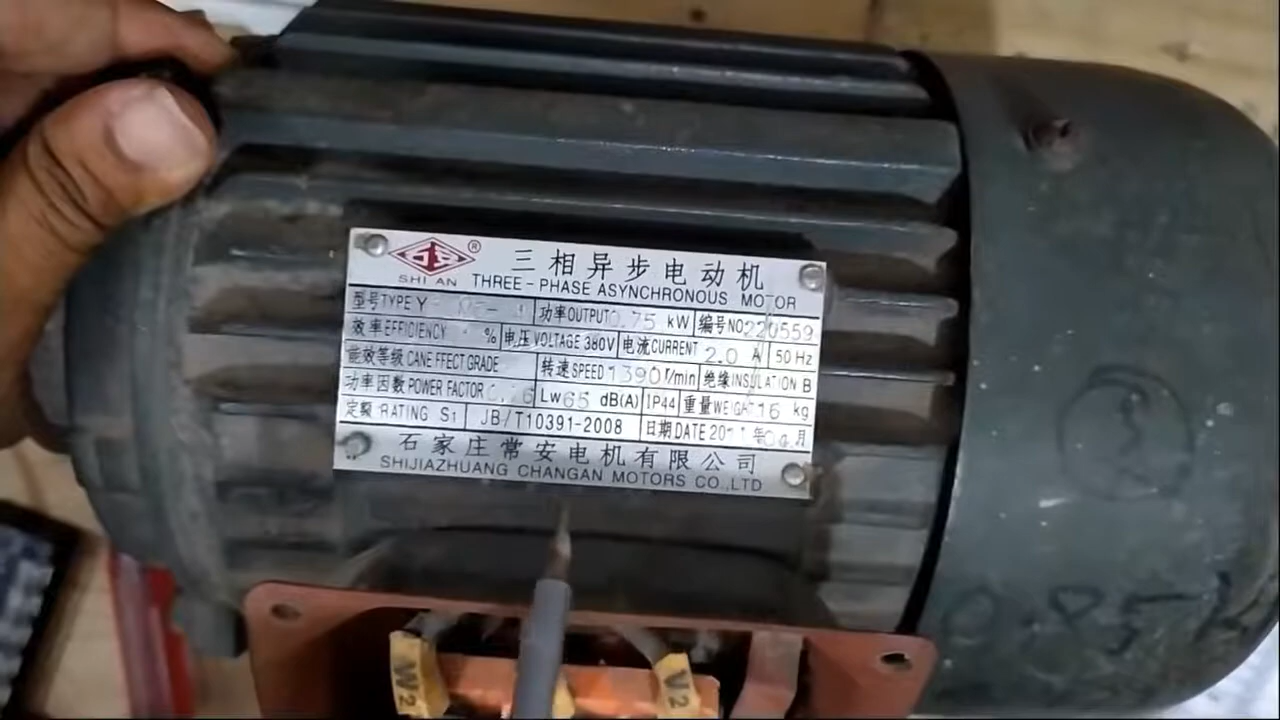 SHI AN ® 三相异步电动机
THREE-PHASE ASYNCHRONOUS MOTOR
型号TYPE Y 功率OUTPUT 0.75 kW 编号NO 220559
效率EFFICIENCY % 电压VOLTAGE 380V 电流CURRENT 2.0 A 50 Hz
能效等级 CANE EFFECT GRADE 转速SPEED 1390 r/min 绝缘INSULATION B
功率因数 POWER FACTOR Lw 65 dB(A) IP44 重量WEIGHT 16 kg
定额 RATING S1 JB/T10391-2008 日期DATE 年 月
石家庄常安电机有限公司
SHIJIAZHUANG CHANGAN MOTORS CO.,LTD
W2
V2